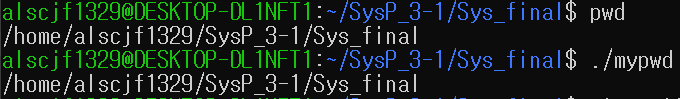 alscjf1329@DESKTOP-DL1NFT1:~/SysP_3-1/Sys_final$ pwd
/home/alscjf1329/SysP_3-1/Sys_final
alscjf1329@DESKTOP-DL1NFT1:~/SysP_3-1/Sys_final$ ./mypwd
/home/alscjf1329/SysP_3-1/Sys_final